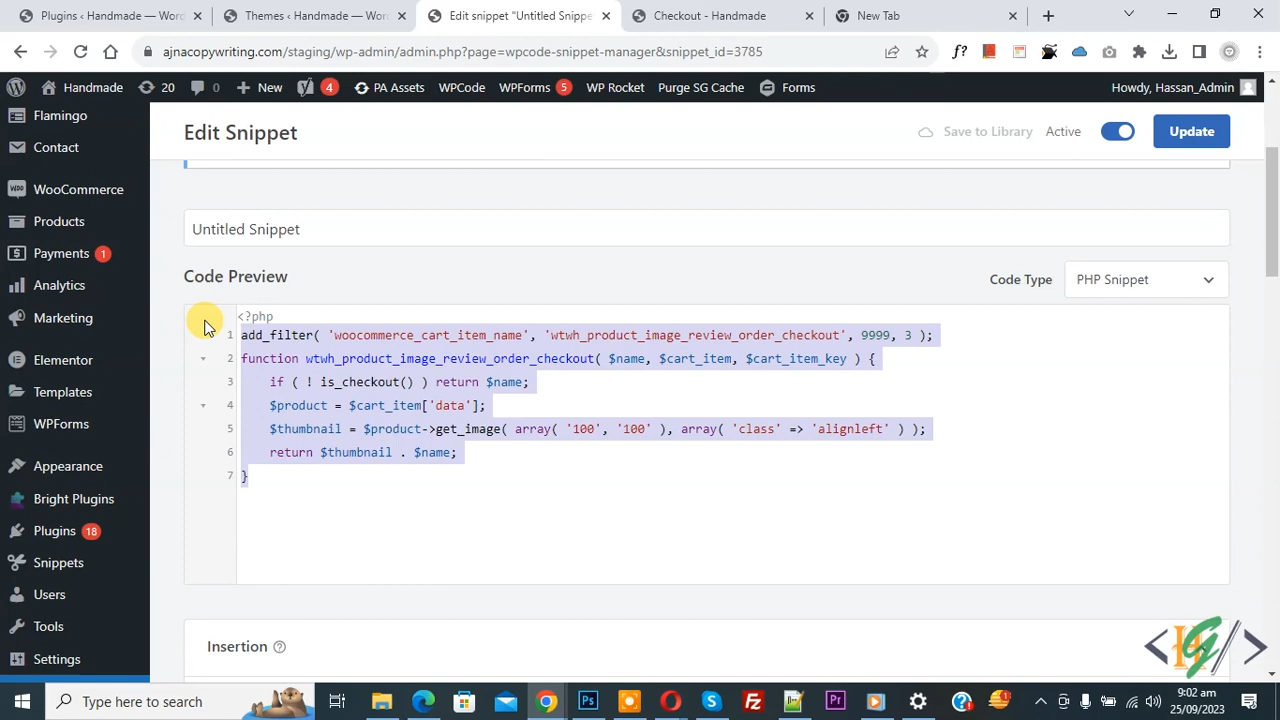 Plugins ‹ Handmade — Wor
Themes ‹ Handmade — Wor
Edit snippet "Untitled Snippe
Checkout - Handmade
New Tab
ajnacopywriting.com/staging/wp-admin/admin.php?page=wpcode-snippet-manager&snippet_id=3785
f?
Handmade
20
0
New
4
PA Assets
WPCode
WPForms
5
WP Rocket
Purge SG Cache
Forms
Howdy, Hassan_Admin
Flamingo
Contact
WooCommerce
Products
Payments 1
Analytics
Marketing
Elementor
Templates
WPForms
Appearance
Bright Plugins
Plugins 18
Snippets
Users
Tools
Settings
Edit Snippet
Save to Library
Active
Update
Untitled Snippet
Code Preview
Code Type
PHP Snippet
<?php
1 add_filter( 'woocommerce_cart_item_name', 'wtwh_product_image_review_order_checkout', 9999, 3 );
2 function wtwh_product_image_review_order_checkout( $name, $cart_item, $cart_item_key ) {
3 if ( ! is_checkout() ) return $name;
4 $product = $cart_item['data'];
5 $thumbnail = $product->get_image( array( '100', '100' ), array( 'class' => 'alignleft' ) );
6 return $thumbnail . $name;
7 }
Insertion
Type here to search
Ps
Pr
1
9:02 am
25/09/2023